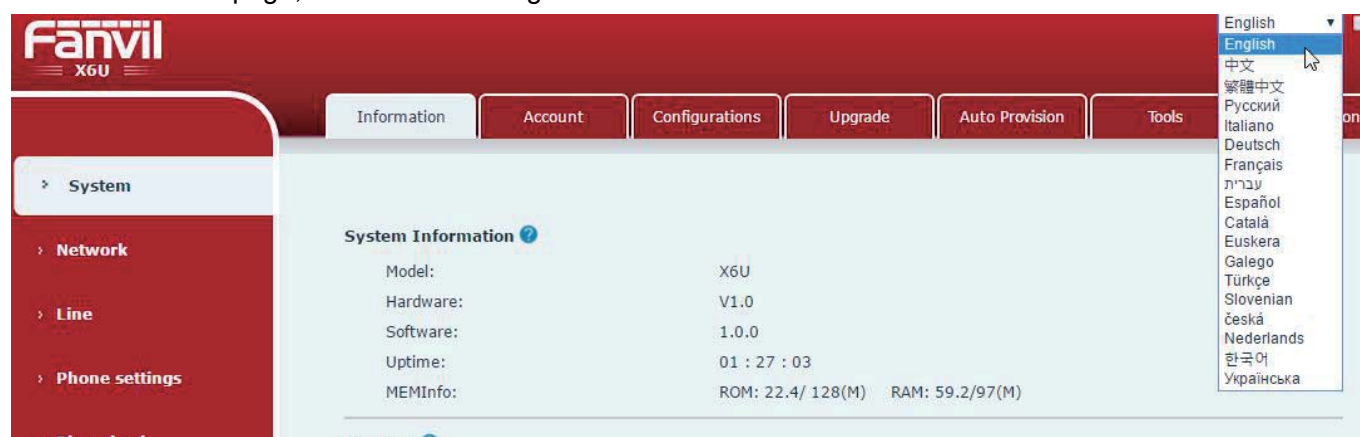 Fanvil
X6U
English
English
中文
繁體中文
Русский
Italiano
Deutsch
Français
עברית
Español
Català
Euskera
Galego
Türkçe
Slovenian
česká
Nederlands
한국어
Українська
Information
Account
Configurations
Upgrade
Auto Provision
Tools
System
Network
Line
Phone settings
System Information
Model: X6U
Hardware: V1.0
Software: 1.0.0
Uptime: 01 : 27 : 03
MEMInfo: ROM: 22.4/ 128(M) RAM: 59.2/97(M)